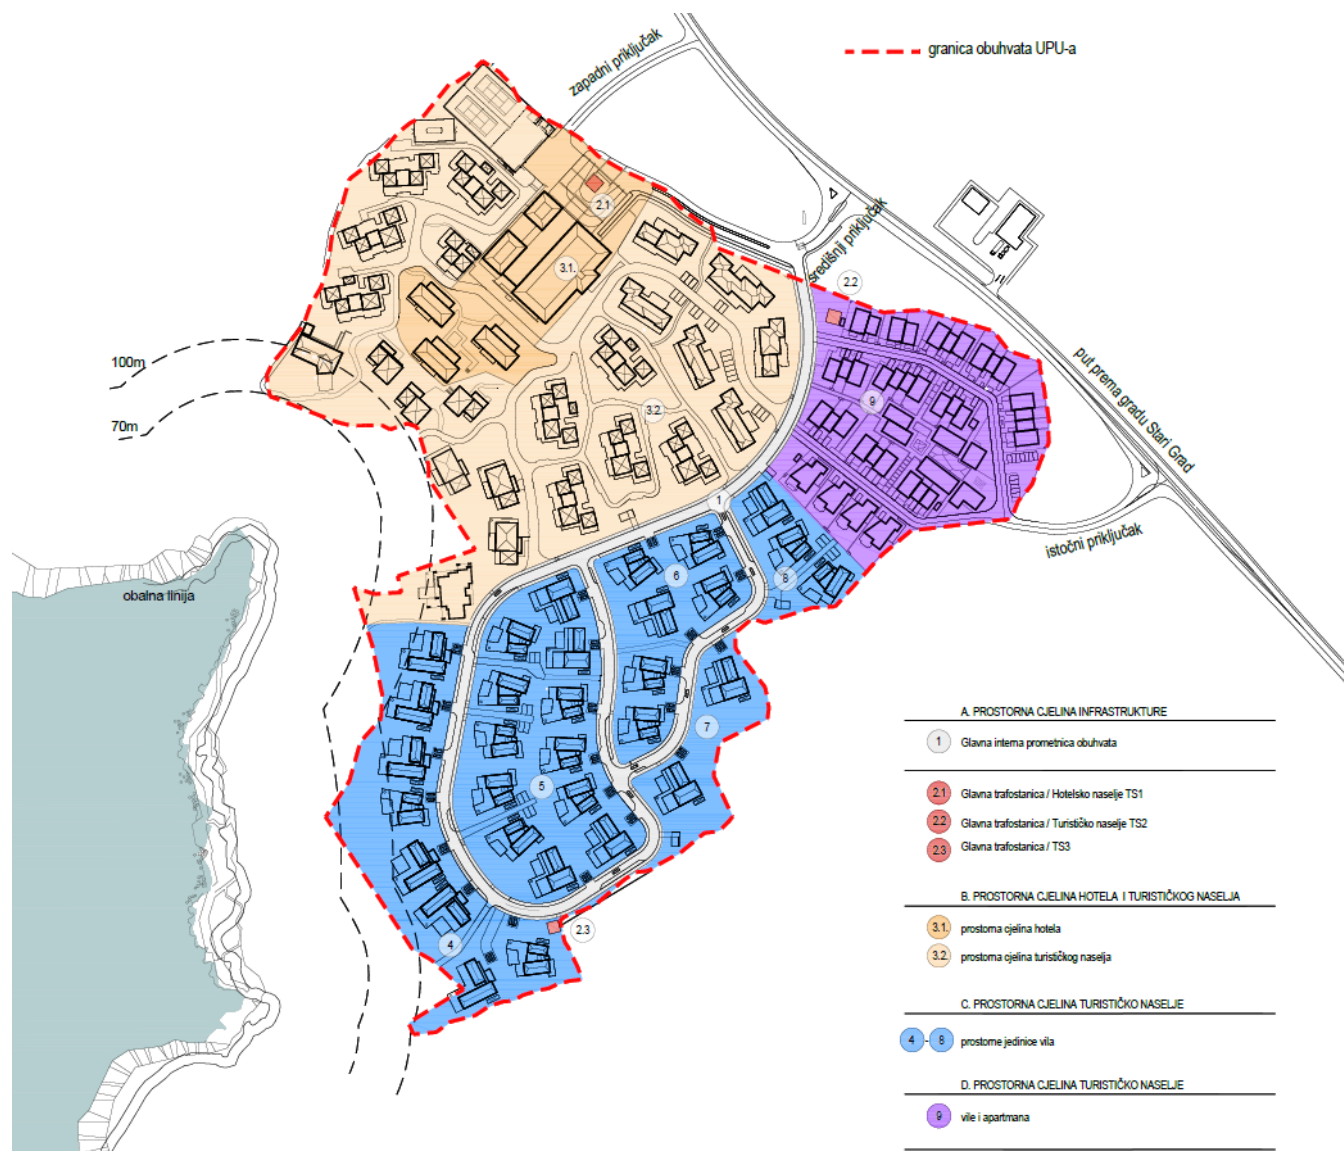 granica obuhvata UPU-a
zapadni priključak
središnji priključak
put prema gradu Stari Grad
istočni priključak
100m
70m
obalna linija
2.1
3.1.
2.2
3.2.
9
1
6
8
7
5
4
2.3
A. PROSTORNA CJELINA INFRASTRUKTURE
1 Glavna interna prometnica obuhvata
2.1 Glavna trafostanica / Hotelsko naselje TS1
2.2 Glavna trafostanica / Turističko naselje TS2
2.3 Glavna trafostanica / TS3
B. PROSTORNA CJELINA HOTELA I TURISTIČKOG NASELJA
3.1. prostorna cjelina hotela
3.2. prostorna cjelina turističkog naselja
C. PROSTORNA CJELINA TURISTIČKO NASELJE
4 - 8 prostorne jedinice vila
D. PROSTORNA CJELINA TURISTIČKO NASELJE
9 vile i apartmana